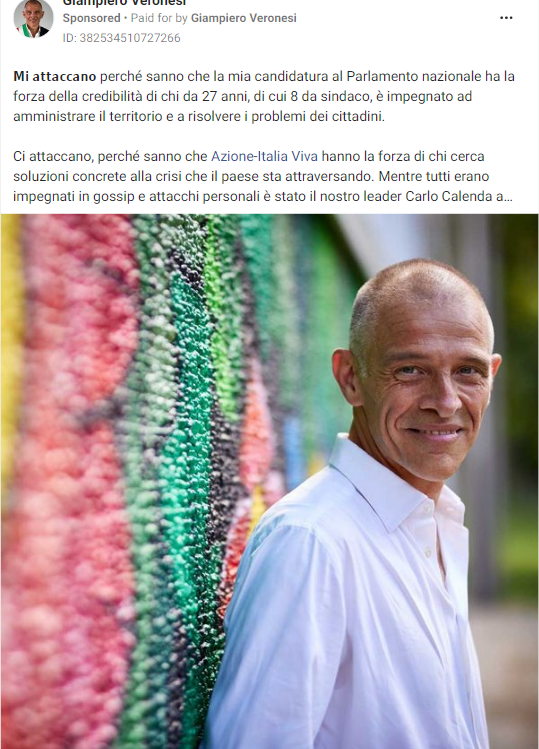 Giampiero Veronesi
Sponsored • Paid for by Giampiero Veronesi
ID: 382534510727266
Mi attaccano perché sanno che la mia candidatura al Parlamento nazionale ha la
forza della credibilità di chi da 27 anni, di cui 8 da sindaco, è impegnato ad
amministrare il territorio e a risolvere i problemi dei cittadini.
Ci attaccano, perché sanno che Azione-Italia Viva hanno la forza di chi cerca
soluzioni concrete alla crisi che il paese sta attraversando. Mentre tutti erano
impegnati in gossip e attacchi personali è stato il nostro leader Carlo Calenda a...